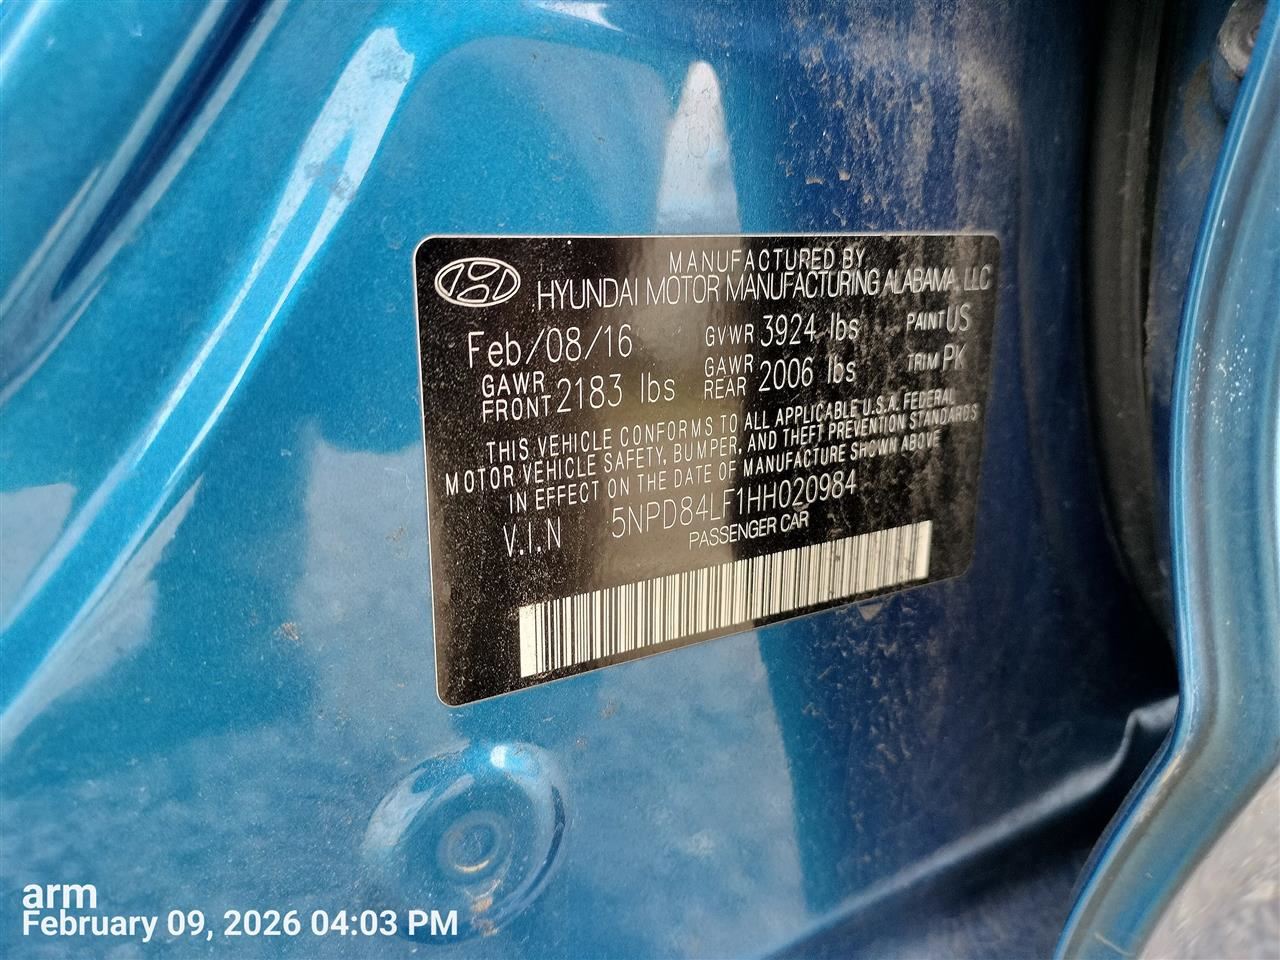 MANUFACTURED BY
HYUNDAI MOTOR MANUFACTURING ALABAMA, LLC
Feb/08/16 GVWR 3924 lbs PAINT US
GAWR FRONT 2183 lbs GAWR REAR 2006 lbs TRIM PK
THIS VEHICLE CONFORMS TO ALL APPLICABLE U.S.A. FEDERAL
MOTOR VEHICLE SAFETY, BUMPER, AND THEFT PREVENTION STANDARDS
IN EFFECT ON THE DATE OF MANUFACTURE SHOWN ABOVE
V.I.N 5NPD84LF1HH020984
PASSENGER CAR
arm
February 09, 2026 04:03 PM